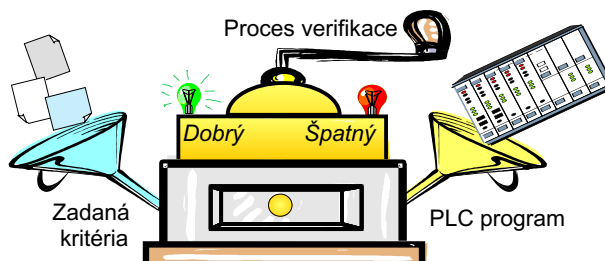 Proces verifikace
Dobrý
Špatný
Zadaná
kritéria
PLC program